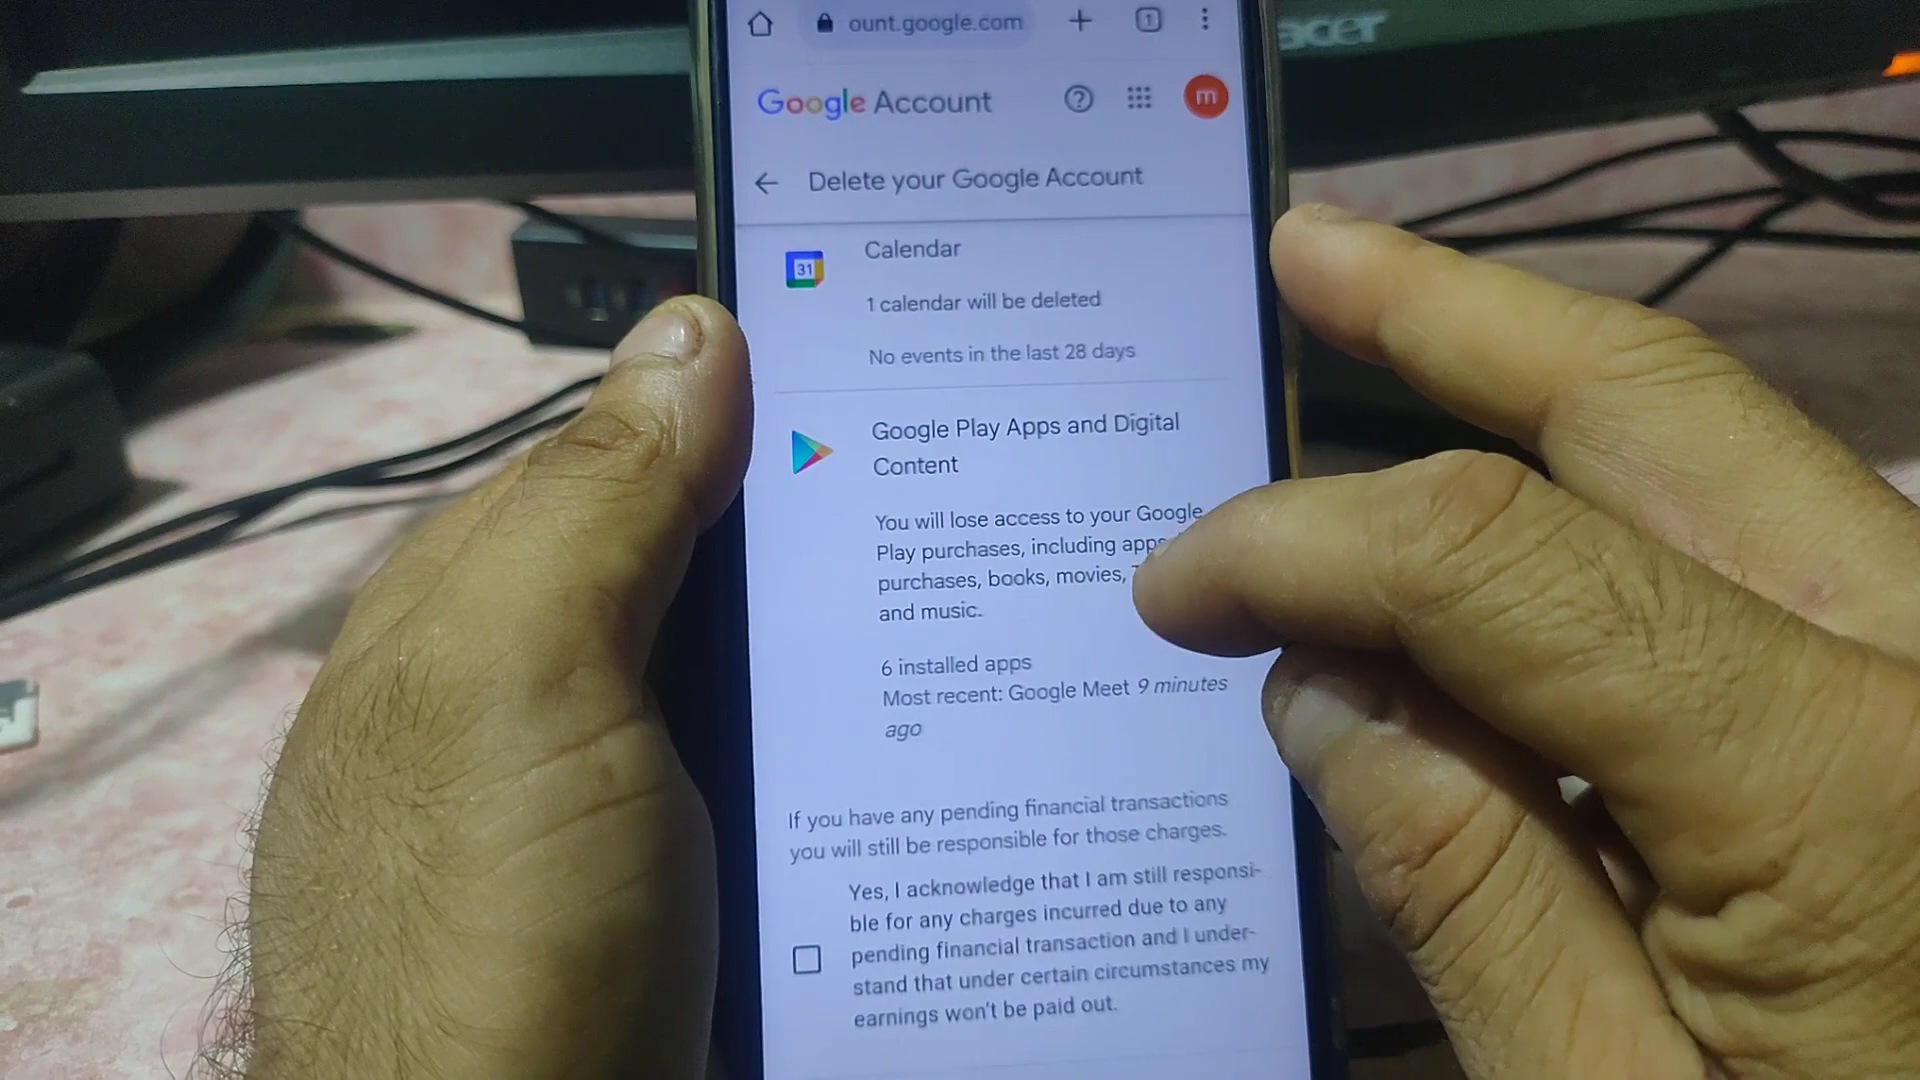 ount.google.com
1
acer
Google Account
m
Delete your Google Account
Calendar
31
1 calendar will be deleted
No events in the last 28 days
Google Play Apps and Digital
Content
You will lose access to your Google
Play purchases, including
purchases, books, movies,
and music.
6 installed apps
Most recent: Google Meet 9 minutes
ago
If you have any pending financial transactions
you will still be responsible for those charges.
Yes, I acknowledge that I am still responsi-
ble for any charges incurred due to any
pending financial transaction and I under-
stand that under certain circumstances my
earnings won't be paid out.